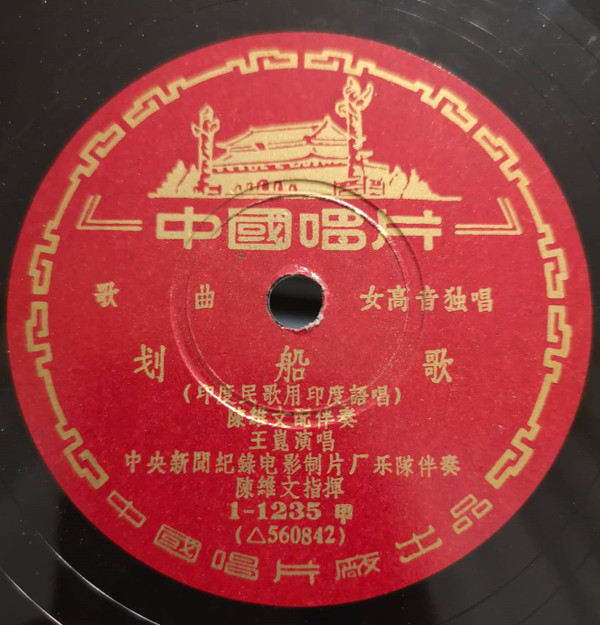 中國唱片
歌曲 女高音独唱
划船歌
(印度民歌用印度語唱)
陳維文配伴奏
王崑演唱
中央新聞紀錄电影制片厂乐隊伴奏
陳維文指揮
1-1235 甲
(△560842)
中國唱片厰出品